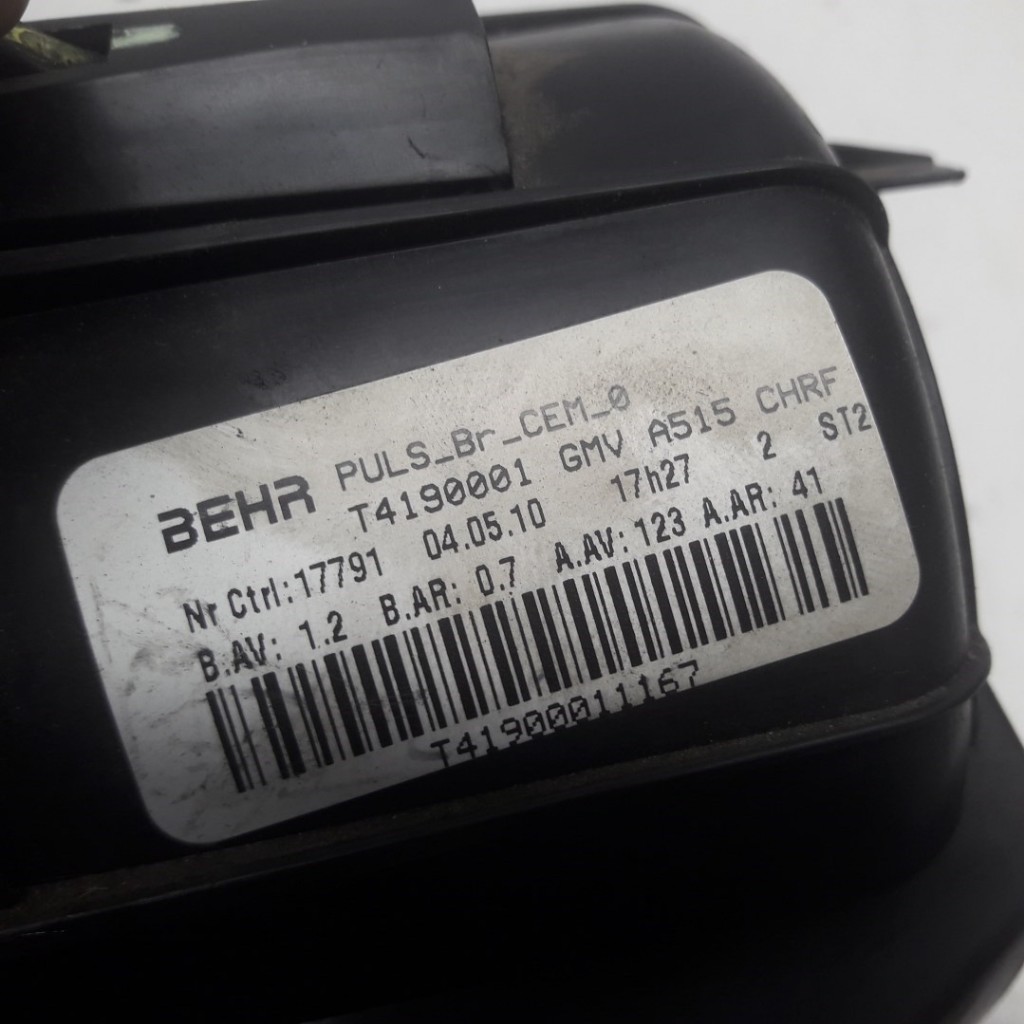 BEHR PULS_Br_CEM_0
T4190001 GMV A515 CHRF
Nr Ctrl:17791 04.05.10 17h27 2 ST2
B.AV: 1.2 B.AR: 0.7 A.AV: 123 A.AR: 41
T41900011167